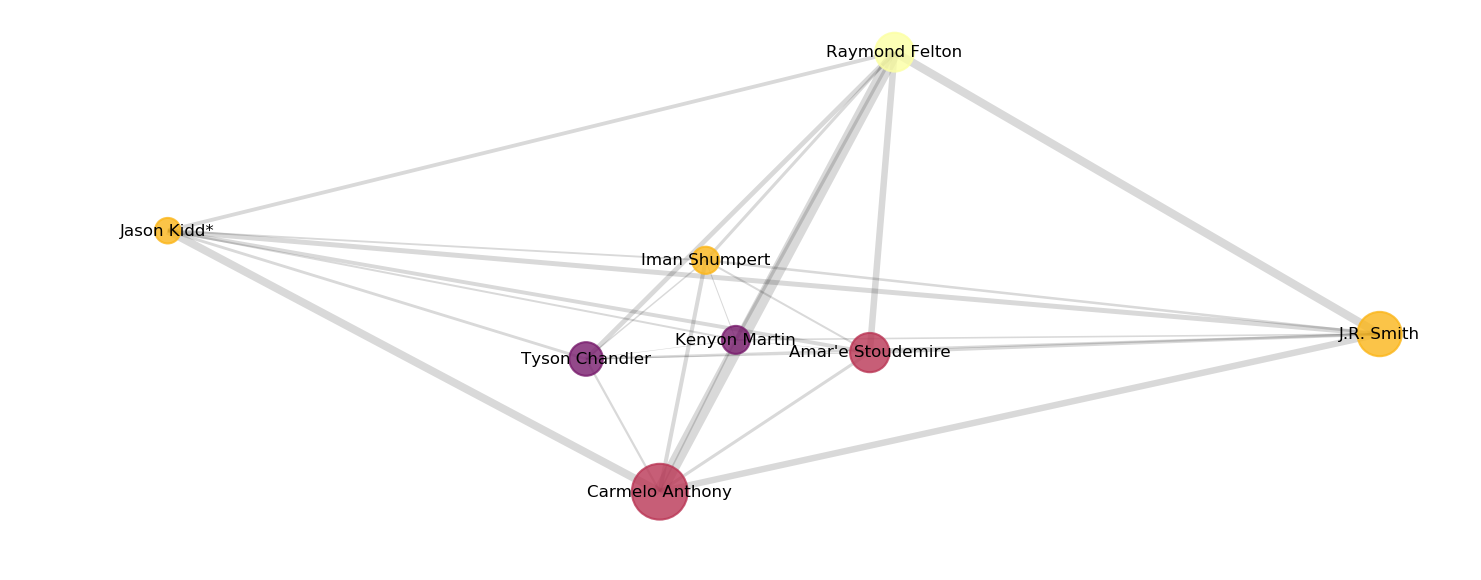 Raymond Felton
Jason Kidd*
Iman Shumpert
J.R. Smith
Kenyon Martin
Amar'e Stoudemire
Tyson Chandler
Carmelo Anthony